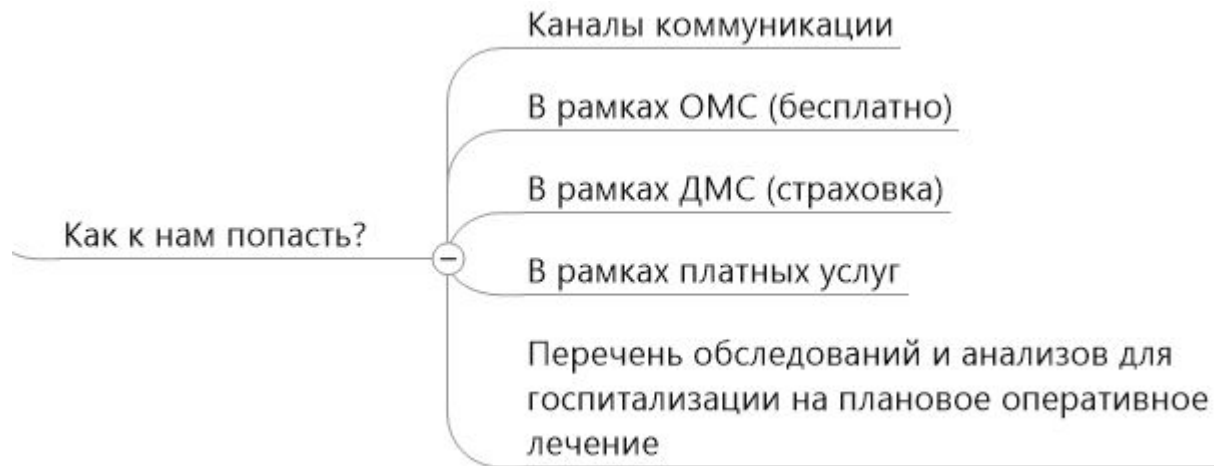 Каналы коммуникации
В рамках ОМС (бесплатно)
В рамках ДМС (страховка)
Как к нам попасть?
В рамках платных услуг
Перечень обследований и анализов для
госпитализации на плановое оперативное
лечение